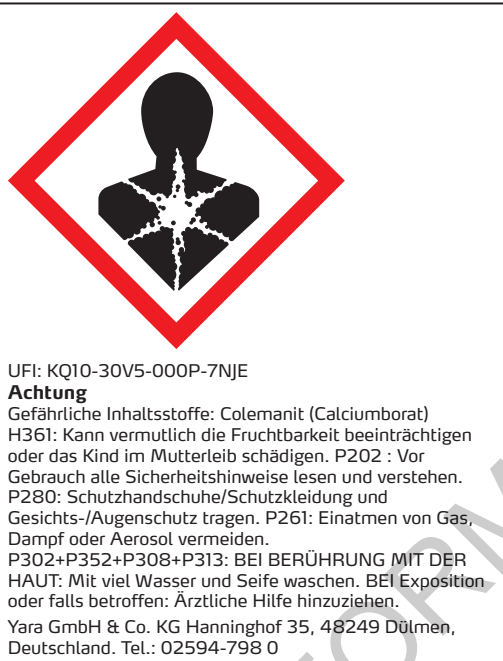 UFI: KQ10-30V5-000P-7NJE
Achtung
Gefährliche Inhaltsstoffe: Colemanit (Calciumborat)
H361: Kann vermutlich die Fruchtbarkeit beeinträchtigen
oder das Kind im Mutterleib schädigen. P202 : Vor
Gebrauch alle Sicherheitshinweise lesen und verstehen.
P280: Schutzhandschuhe/Schutzkleidung und
Gesichts-/Augenschutz tragen. P261: Einatmen von Gas,
Dampf oder Aerosol vermeiden.
P302+P352+P308+P313: BEI BERÜHRUNG MIT DER
HAUT: Mit viel Wasser und Seife waschen. BEI Exposition
oder falls betroffen: Ärztliche Hilfe hinzuziehen.
Yara GmbH & Co. KG Hanninghof 35, 48249 Dülmen,
Deutschland. Tel.: 02594-798 0